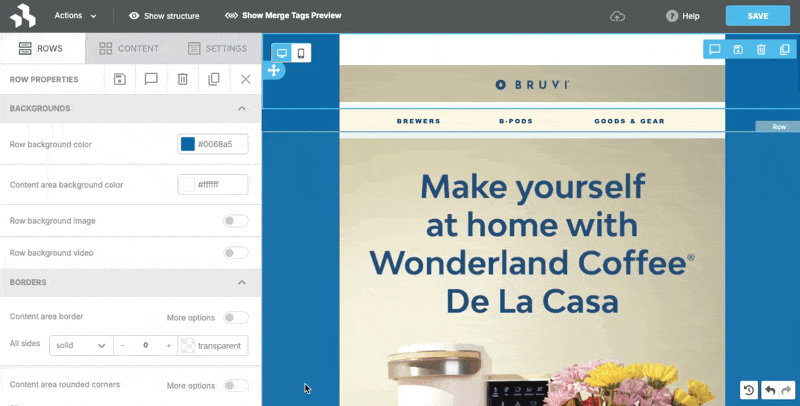 Actions
Show structure
Show Merge Tags Preview
? Help
SAVE
ROWS
CONTENT
SETTINGS
ROW PROPERTIES
BACKGROUNDS
Row background color
#0068a5
Content area background color
#ffffff
Row background image
Row background video
BORDERS
Content area border
More options
All sides
solid
- 0 +
transparent
Content area rounded corners
More options
BRUVI
BREWERS B-PODS GOODS & GEAR
Row
Make yourself
at home with
Wonderland Coffee®
De La Casa